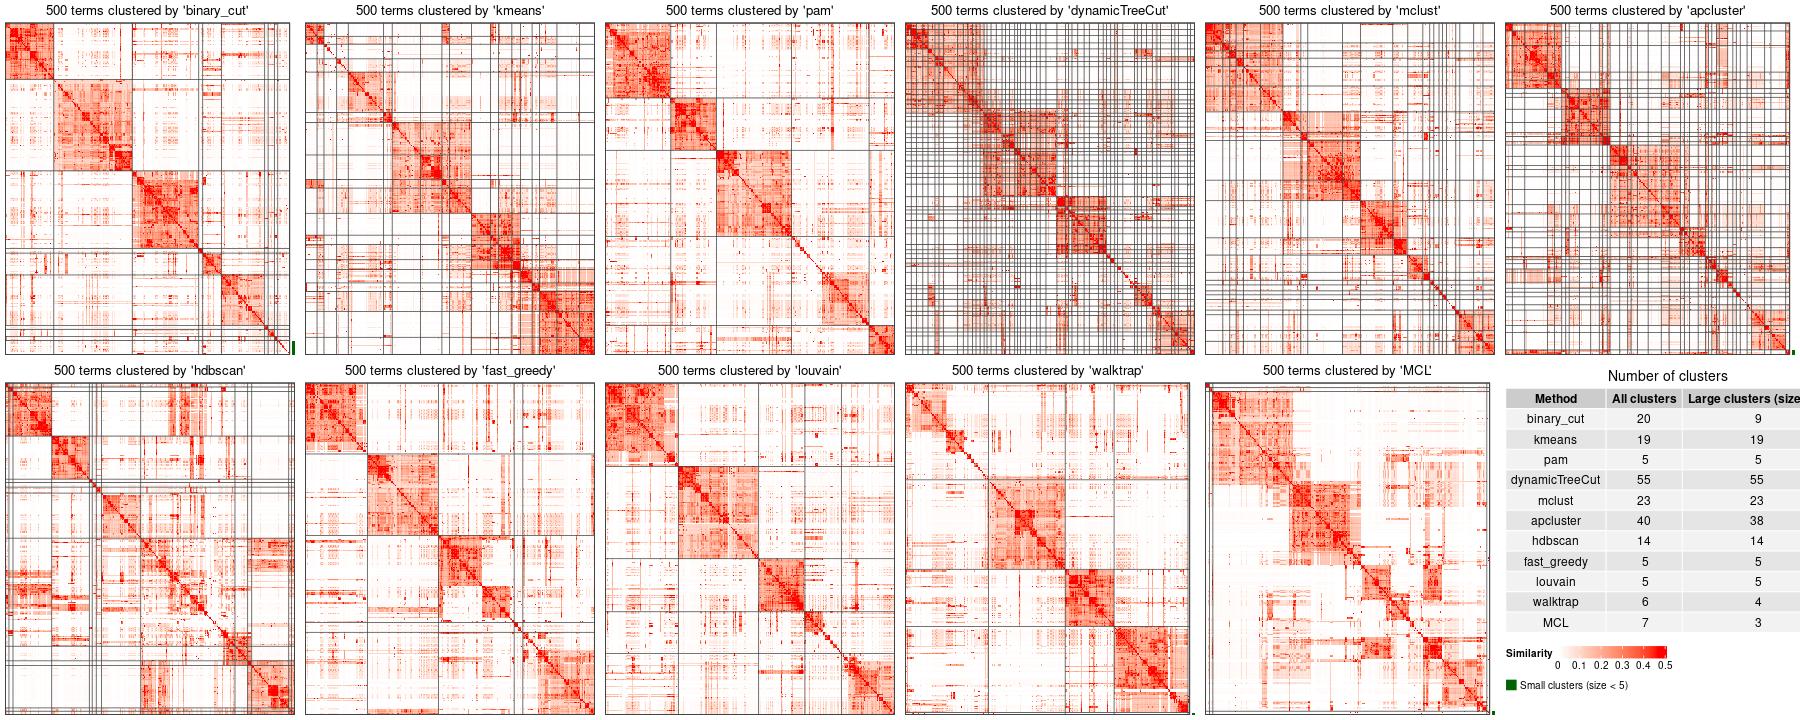 500 terms clustered by 'binary_cut'
500 terms clustered by 'kmeans'
500 terms clustered by 'pam'
500 terms clustered by 'dynamicTreeCut'
500 terms clustered by 'mclust'
500 terms clustered by 'apcluster'
500 terms clustered by 'hdbscan'
500 terms clustered by 'fast_greedy'
500 terms clustered by 'louvain'
500 terms clustered by 'walktrap'
500 terms clustered by 'MCL'
Number of clusters
Method All clusters Large clusters (size
binary_cut 20 9
kmeans 19 19
pam 5 5
dynamicTreeCut 55 55
mclust 23 23
apcluster 40 38
hdbscan 14 14
fast_greedy 5 5
louvain 5 5
walktrap 6 4
MCL 7 3
Similarity
0 0.1 0.2 0.3 0.4 0.5
Small clusters (size < 5)